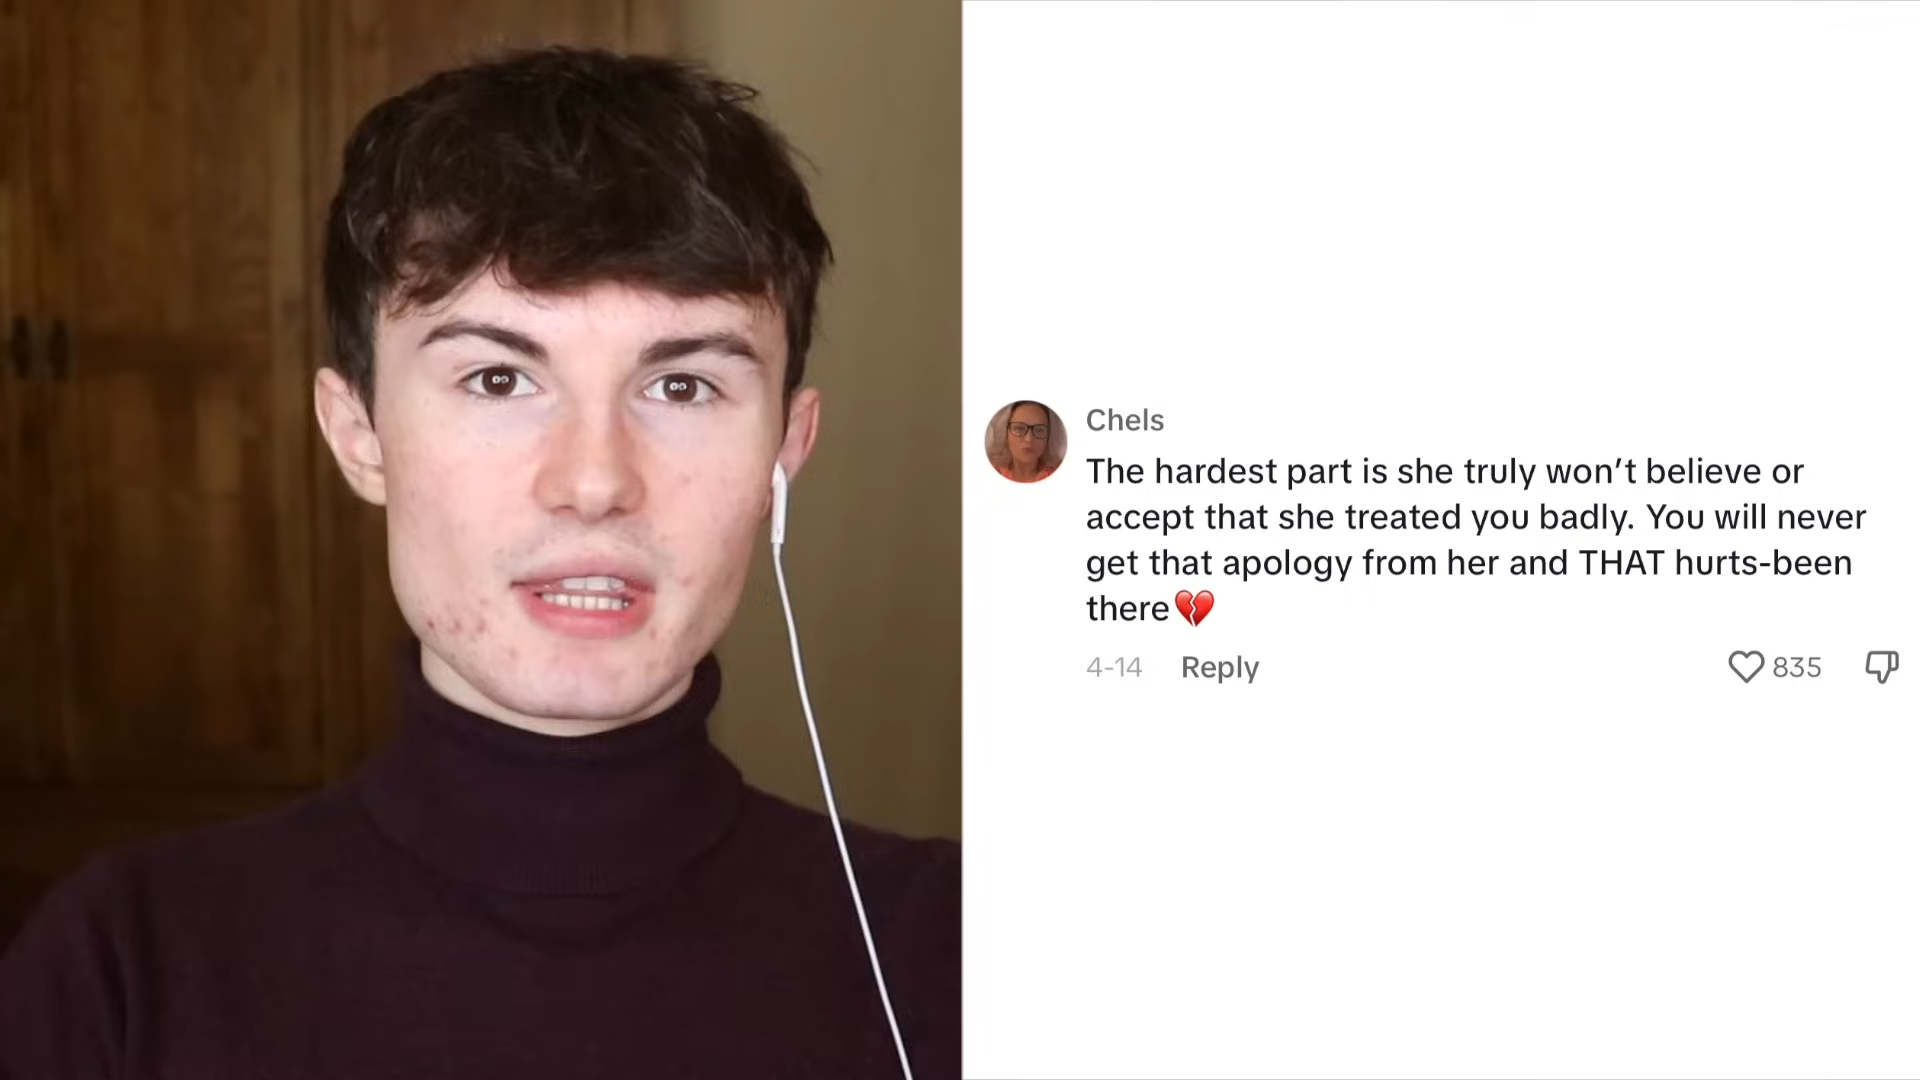 Chels
The hardest part is she truly won’t believe or
accept that she treated you badly. You will never
get that apology from her and THAT hurts-been
there💔
4-14 Reply 835